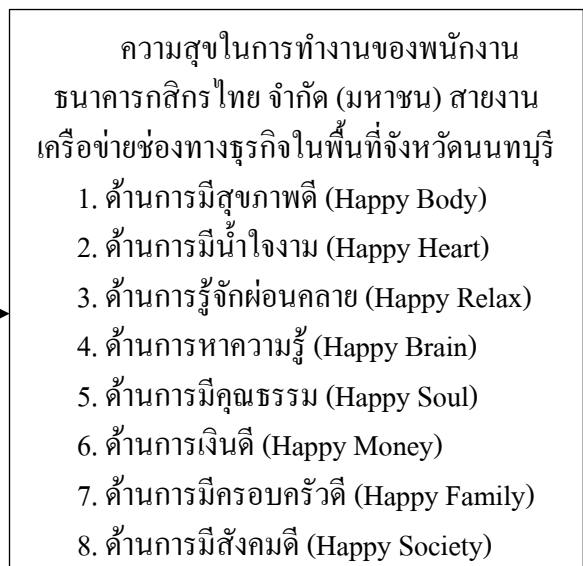 ความสุขในการทำงานของพนักงาน
ธนาคารกสิกรไทย จำกัด (มหาชน) สายงาน
เครือข่ายช่องทางธุรกิจในพื้นที่จังหวัดนนทบุรี
1. ด้านการมีสุขภาพดี (Happy Body)
2. ด้านการมีน้ำใจงาม (Happy Heart)
3. ด้านการรู้จักผ่อนคลาย (Happy Relax)
4. ด้านการหาความรู้ (Happy Brain)
5. ด้านการมีคุณธรรม (Happy Soul)
6. ด้านการเงินดี (Happy Money)
7. ด้านการมีครอบครัวดี (Happy Family)
8. ด้านการมีสังคมดี (Happy Society)